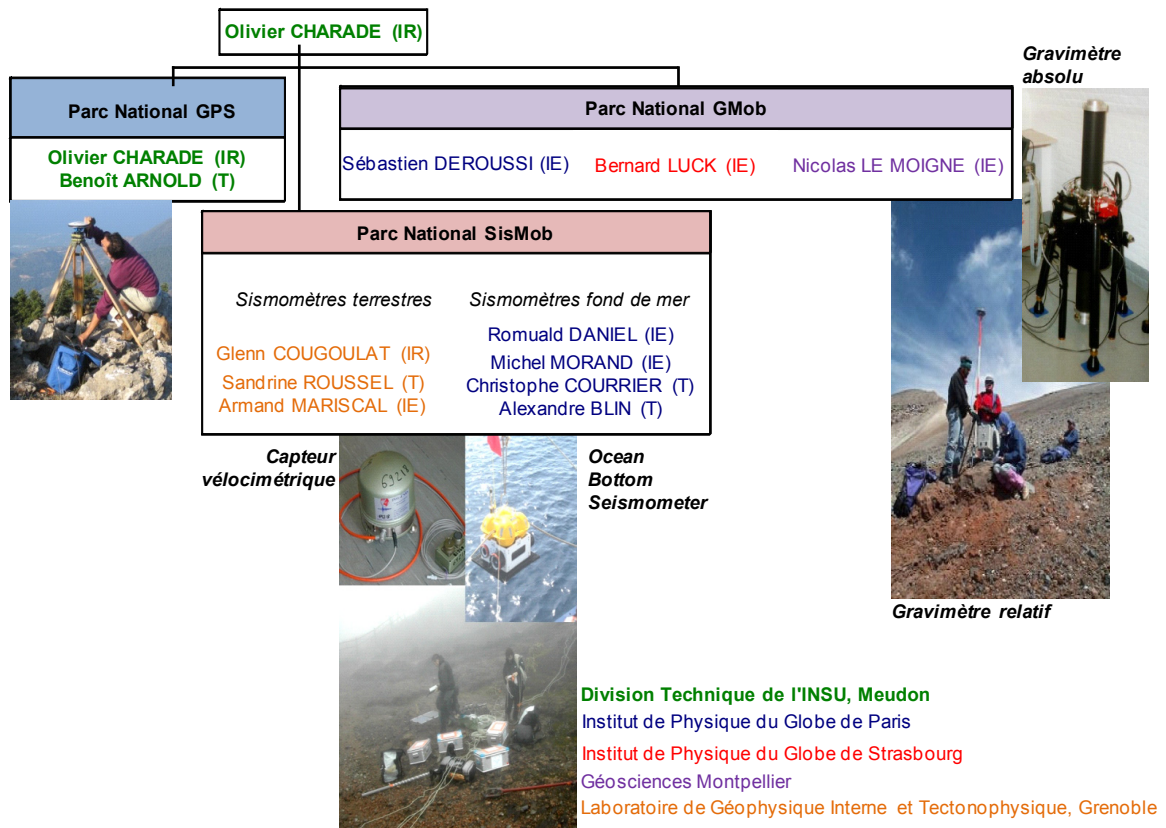 Olivier CHARADE (IR)
Gravimètre
absolu
Parc National GPS
Olivier CHARADE (IR)
Benoît ARNOLD (T)
Parc National GMob
Sébastien DEROUSSI (IE)
Bernard LUCK (IE)
Nicolas LE MOIGNE (IE)
Parc National SisMob
Sismomètres terrestres
Glenn COUGOULAT (IR)
Sandrine ROUSSEL (T)
Armand MARISCAL (IE)
Sismomètres fond de mer
Romuald DANIEL (IE)
Michel MORAND (IE)
Christophe COURRIER (T)
Alexandre BLIN (T)
Capteur
vélocimétrique
Ocean
Bottom
Seismometer
Gravimètre relatif
Division Technique de l'INSU, Meudon
Institut de Physique du Globe de Paris
Institut de Physique du Globe de Strasbourg
Géosciences Montpellier
Laboratoire de Géophysique Interne et Tectonophysique, Grenoble